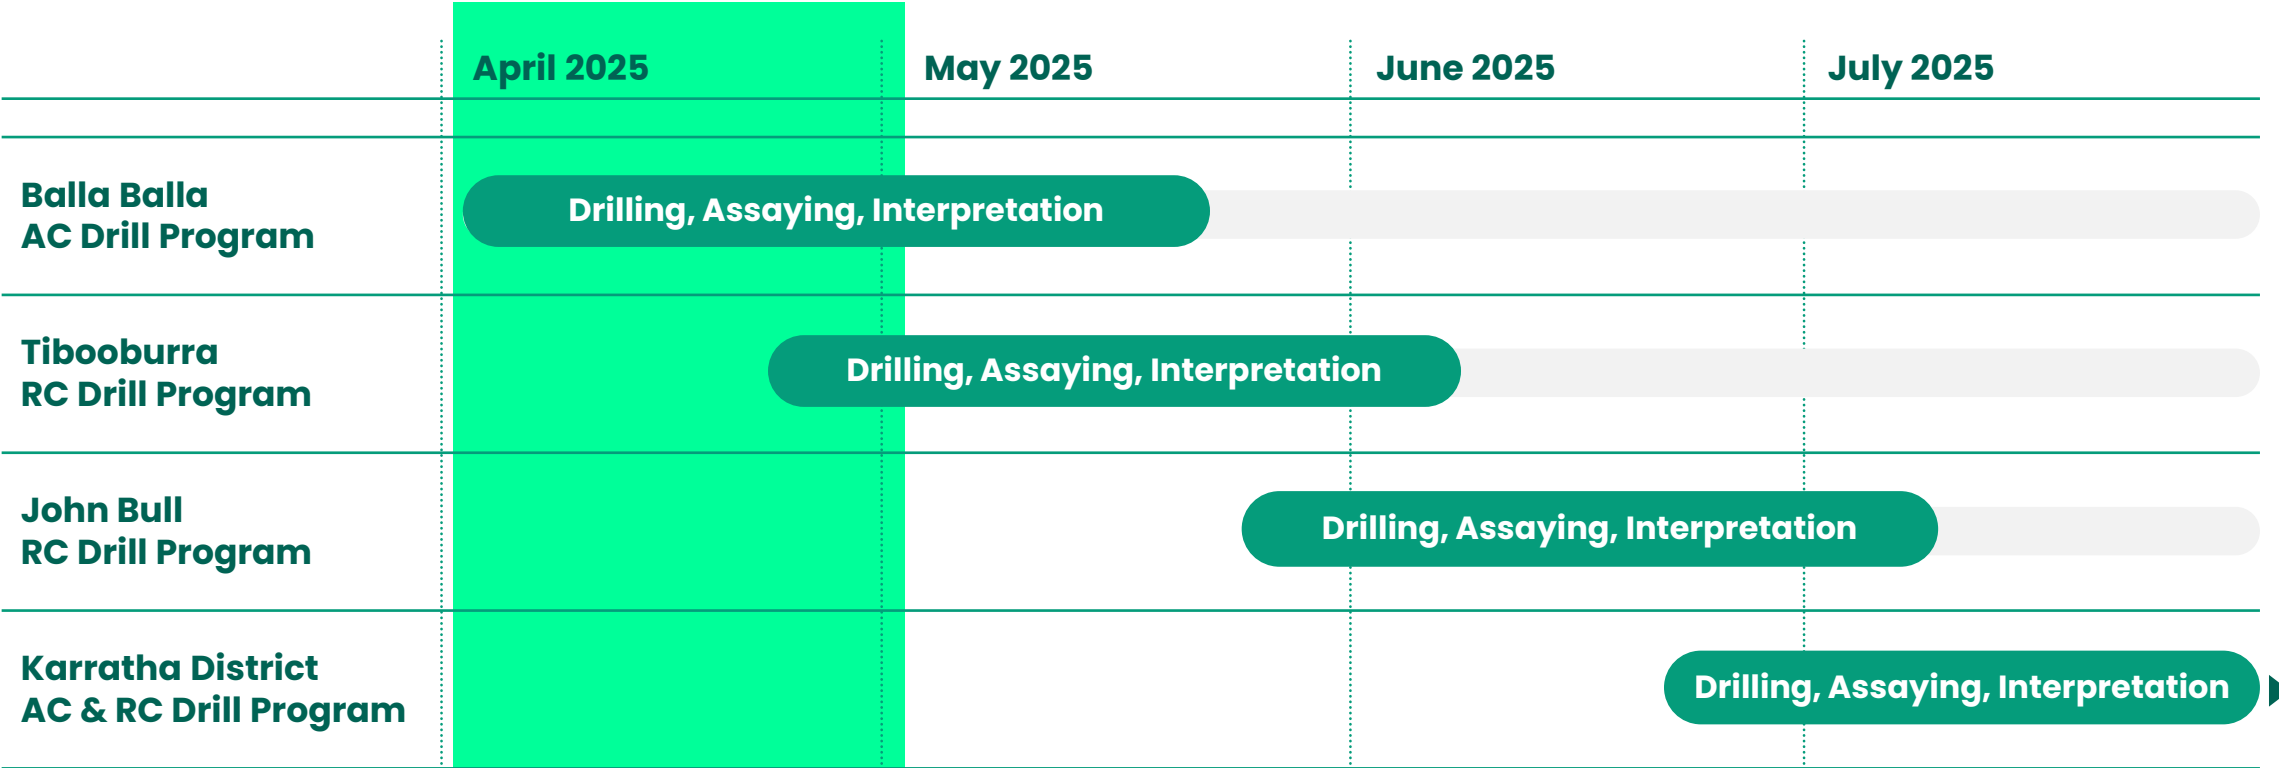 April 2025
May 2025
June 2025
July 2025
Balla Balla
AC Drill Program
Drilling, Assaying, Interpretation
Tibooburra
RC Drill Program
Drilling, Assaying, Interpretation
John Bull
RC Drill Program
Drilling, Assaying, Interpretation
Karratha District
AC & RC Drill Program
Drilling, Assaying, Interpretation